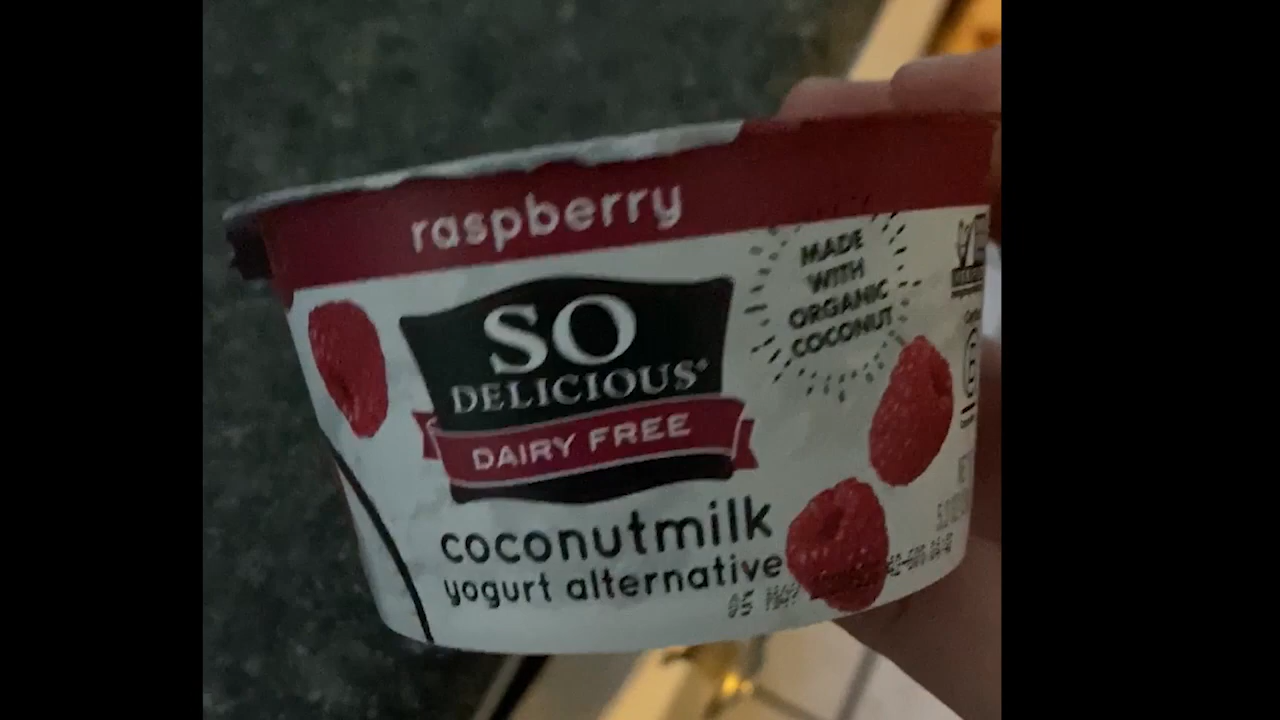 raspberry
SO
DELICIOUS
DAIRY FREE
coconutmilk
yogurt alternative
MADE
WITH
ORGANIC
COCONUT